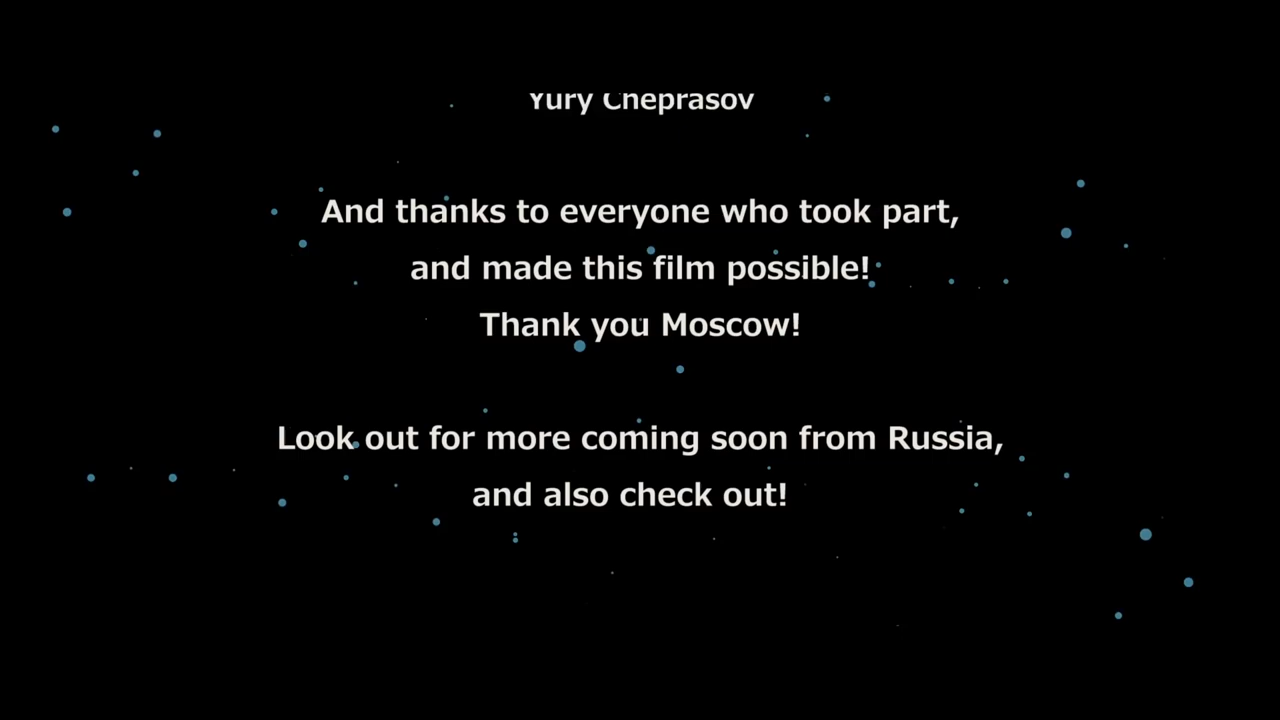 Yury Cheprasov
And thanks to everyone who took part,
and made this film possible!
Thank you Moscow!
Look out for more coming soon from Russia,
and also check out!